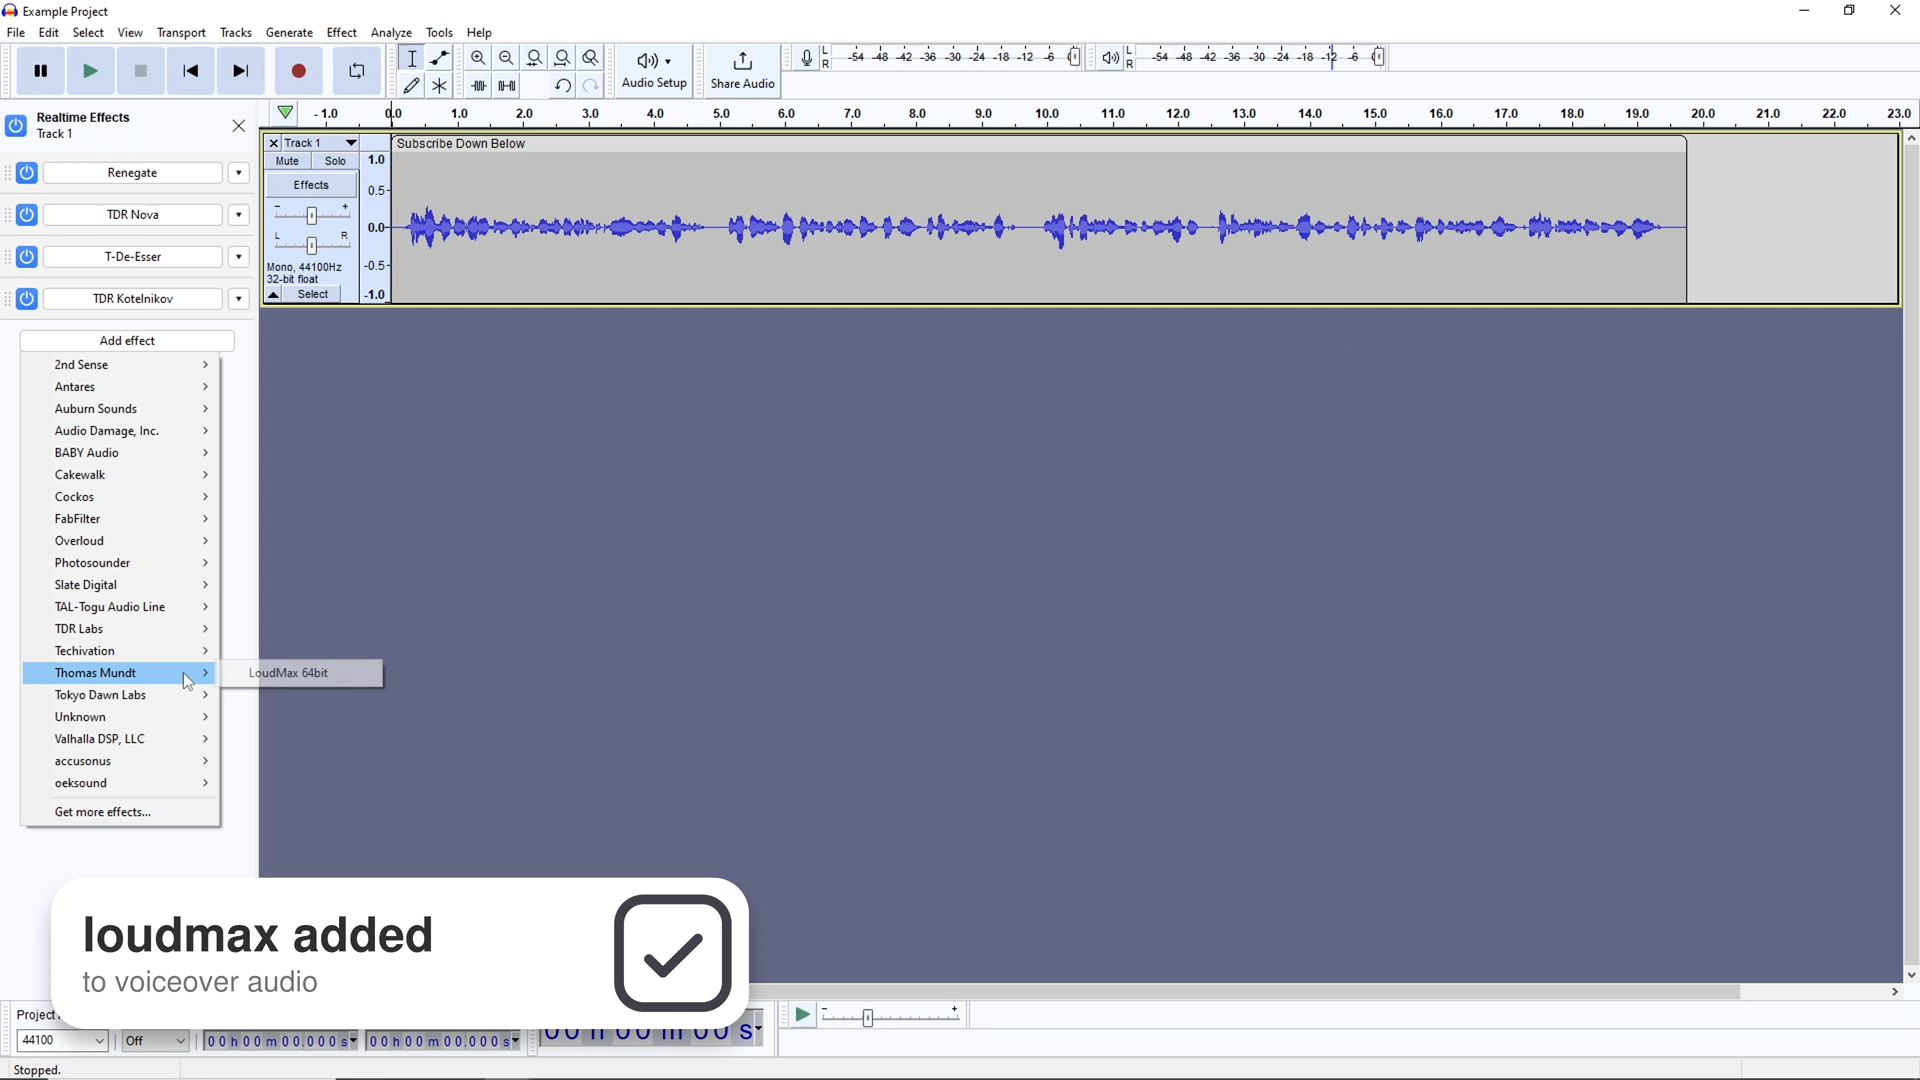 Example Project
File Edit Select View Transport Tracks Generate Effect Analyze Tools Help
Audio Setup
Share Audio
L
R
-54 -48 -42 -36 -30 -24 -18 -12 -6
L
R
-54 -48 -42 -36 -30 -24 -18 -12 -6
Realtime Effects
Track 1
-1.0 0.0 1.0 2.0 3.0 4.0 5.0 6.0 7.0 8.0 9.0 10.0 11.0 12.0 13.0 14.0 15.0 16.0 17.0 18.0 19.0 20.0 21.0 22.0 23.0
Track 1
Subscribe Down Below
Mute Solo
Effects
- +
L R
Mono, 44100Hz
32-bit float
Select
1.0
0.5
0.0
-0.5
-1.0
Renegate
TDR Nova
T-De-Esser
TDR Kotelnikov
Add effect
2nd Sense
Antares
Auburn Sounds
Audio Damage, Inc.
BABY Audio
Cakewalk
Cockos
FabFilter
Overloud
Photosounder
Slate Digital
TAL-Togu Audio Line
TDR Labs
Techivation
Thomas Mundt
LoudMax 64bit
Tokyo Dawn Labs
Unknown
Valhalla DSP, LLC
accusonus
oeksound
Get more effects...
loudmax added
to voiceover audio
Project
44100
Off
00h00m00.000s
00h00m00.000s
00h00m00s
- +
Stopped.